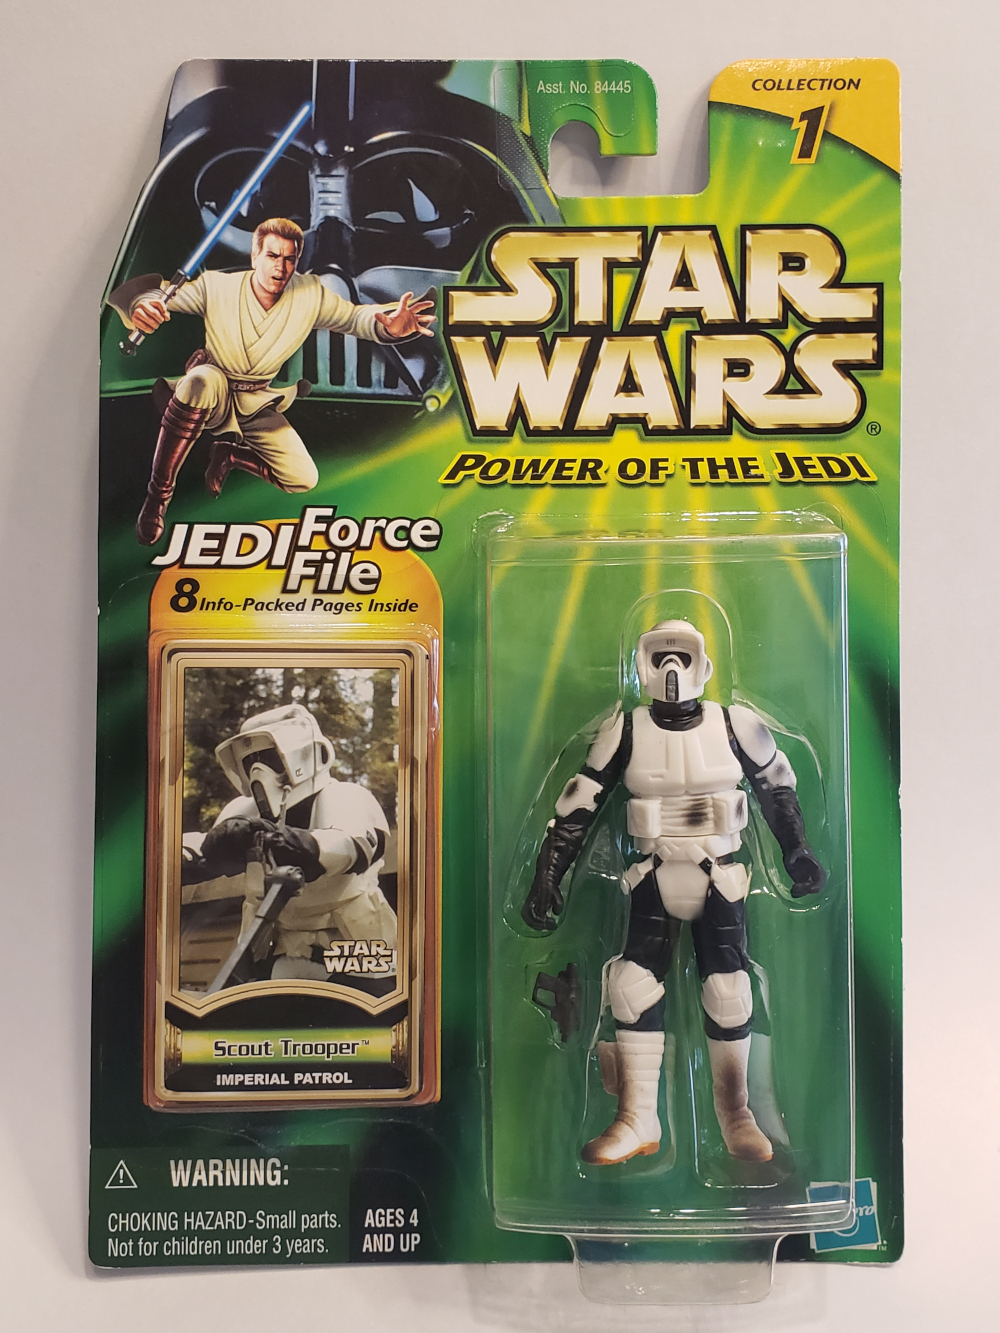 Asst. No. 84445
COLLECTION
1
STAR
WARS®
POWER OF THE JEDI
JEDI Force
File
8 Info-Packed Pages Inside
STAR
WARS
Scout Trooper™
IMPERIAL PATROL
WARNING:
CHOKING HAZARD-Small parts.
Not for children under 3 years.
AGES 4
AND UP